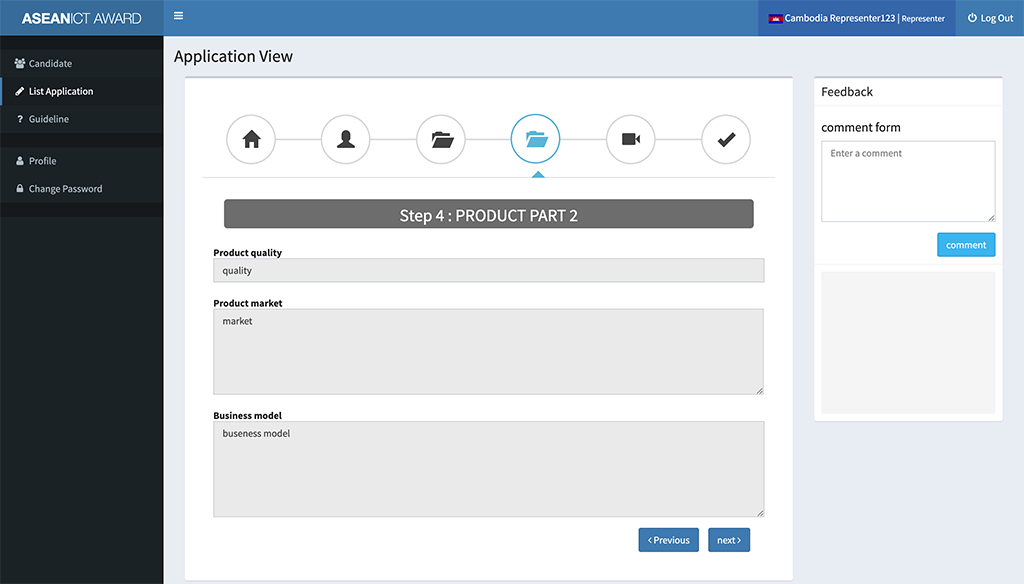 ASEANICT AWARD
Cambodia Representer123 | Representer
Log Out
Candidate
List Application
? Guideline
Profile
Change Password
Application View
Step 4 : PRODUCT PART 2
Product quality
quality
Product market
market
Business model
buseness model
‹ Previous
next ›
Feedback
comment form
Enter a comment
comment